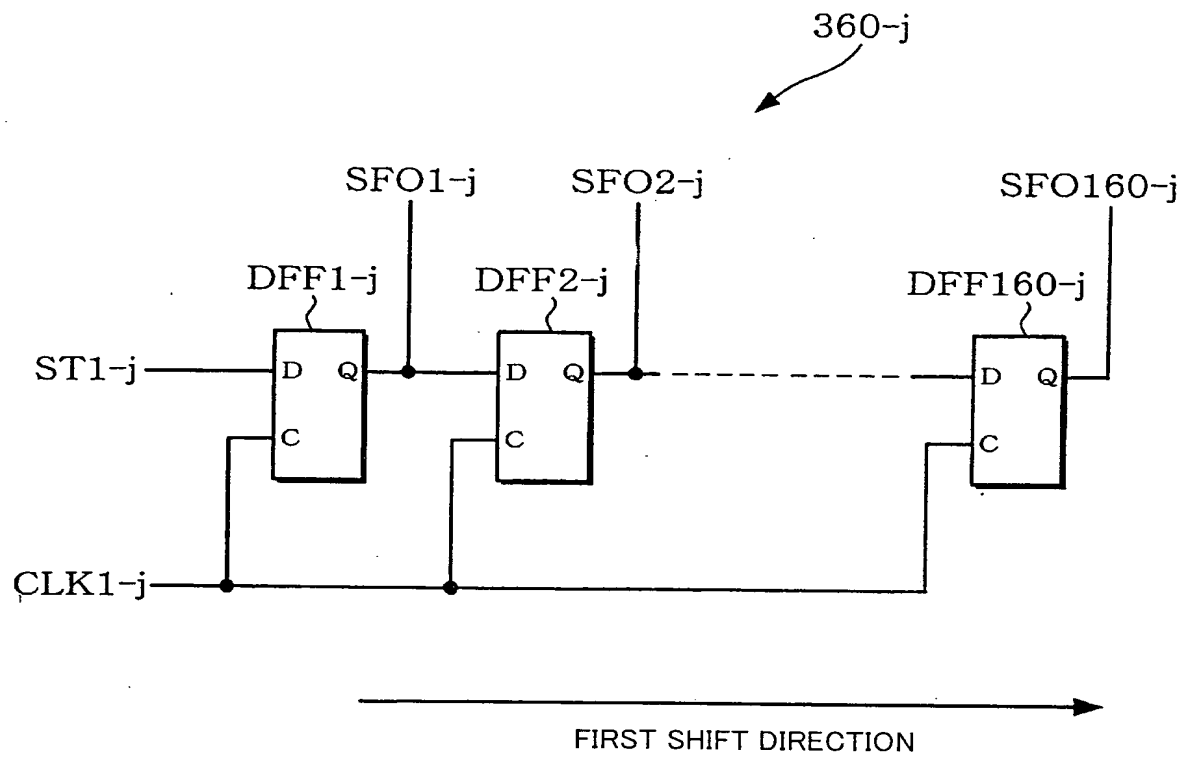 360-j
SFO1-j SFO2-j SFO160-j
DFF1-j DFF2-j DFF160-j
ST1-j D Q D Q D Q
C C C
CLK1-j
FIRST SHIFT DIRECTION